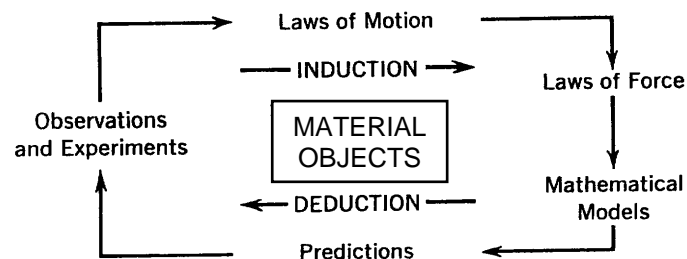 Laws of Motion
INDUCTION
Laws of Force
Observations
and Experiments
MATERIAL
OBJECTS
DEDUCTION
Mathematical
Models
Predictions